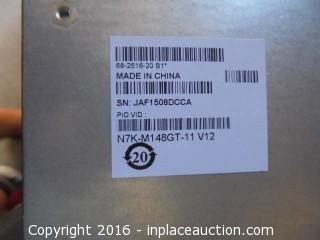 68-2516-20 B1*
MADE IN CHINA
SN: JAF1508DCCA
PID VID :
N7K-M148GT-11 V12
20
Copyright 2016 - inplaceauction.com